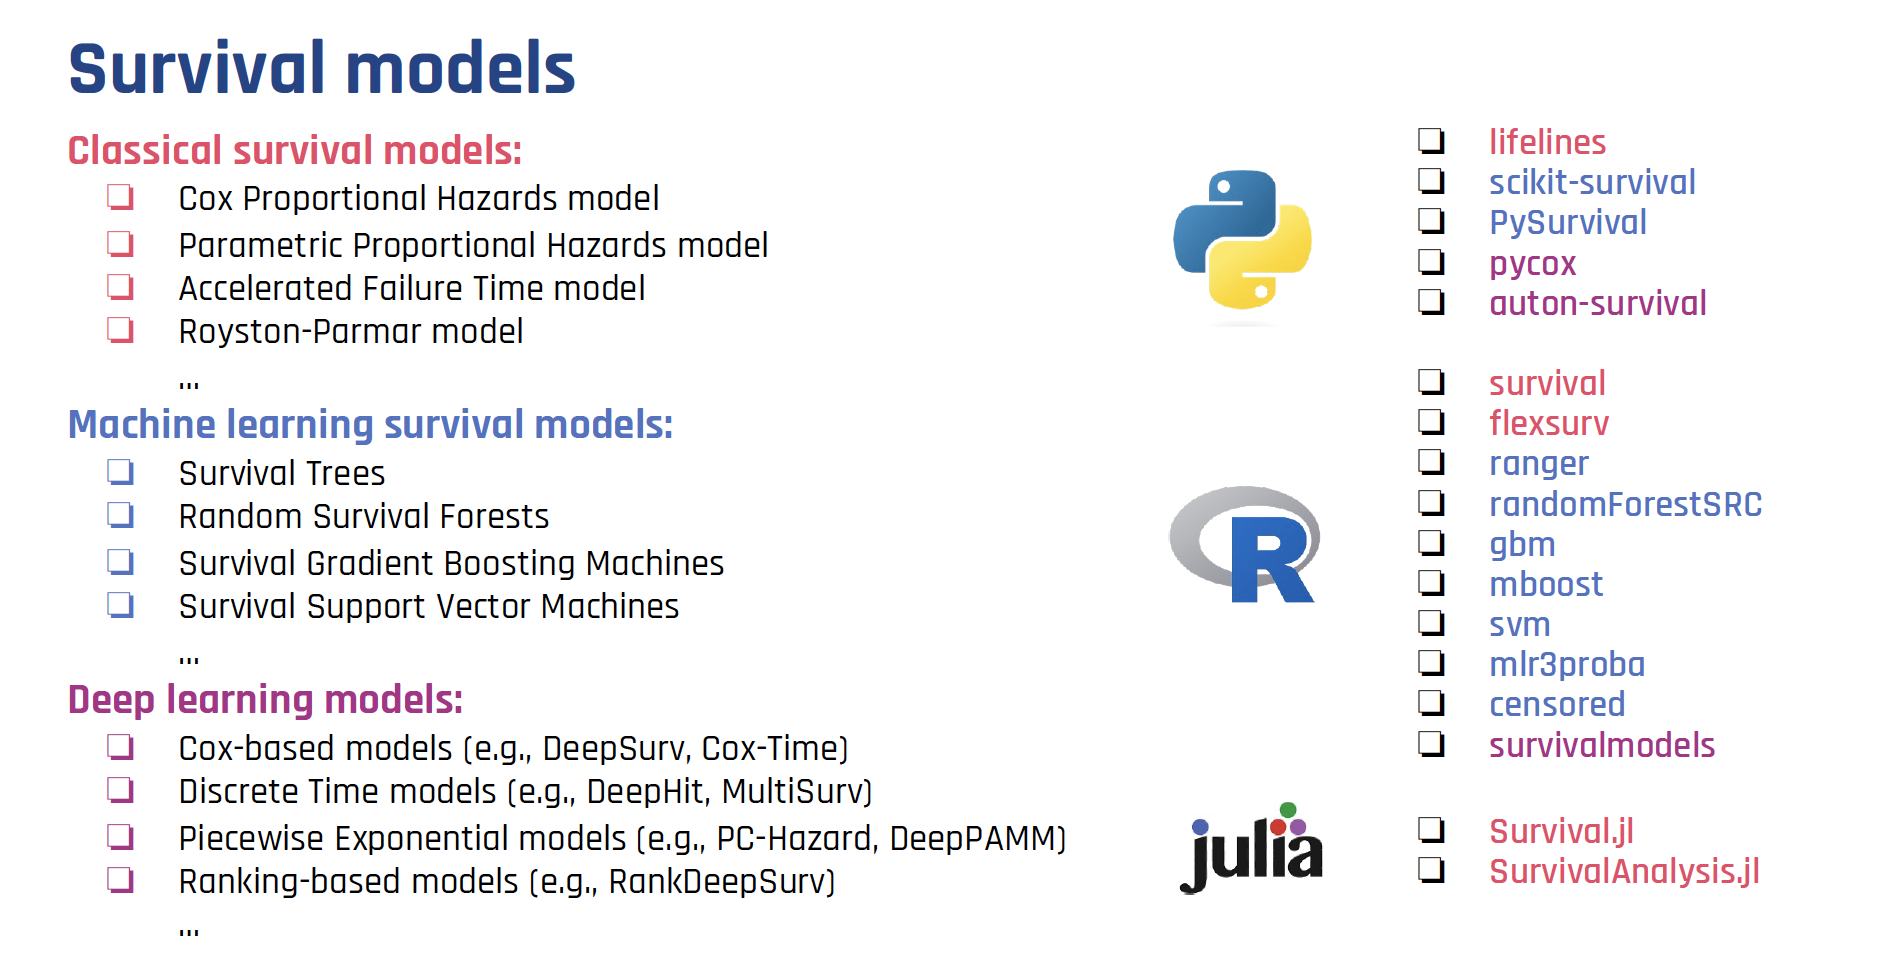 Survival models
Classical survival models:
Cox Proportional Hazards model
Parametric Proportional Hazards model
Accelerated Failure Time model
Royston-Parmar model
...
Machine learning survival models:
Survival Trees
Random Survival Forests
Survival Gradient Boosting Machines
Survival Support Vector Machines
...
Deep learning models:
Cox-based models (e.g., DeepSurv, Cox-Time)
Discrete Time models (e.g., DeepHit, MultiSurv)
Piecewise Exponential models (e.g., PC-Hazard, DeepPAMM)
Ranking-based models (e.g., RankDeepSurv)
...
lifelines
scikit-survival
PySurvival
pycox
auton-survival
R
survival
flexsurv
ranger
randomForestSRC
gbm
mboost
svm
mlr3proba
censored
survivalmodels
julia
Survival.jl
SurvivalAnalysis.jl